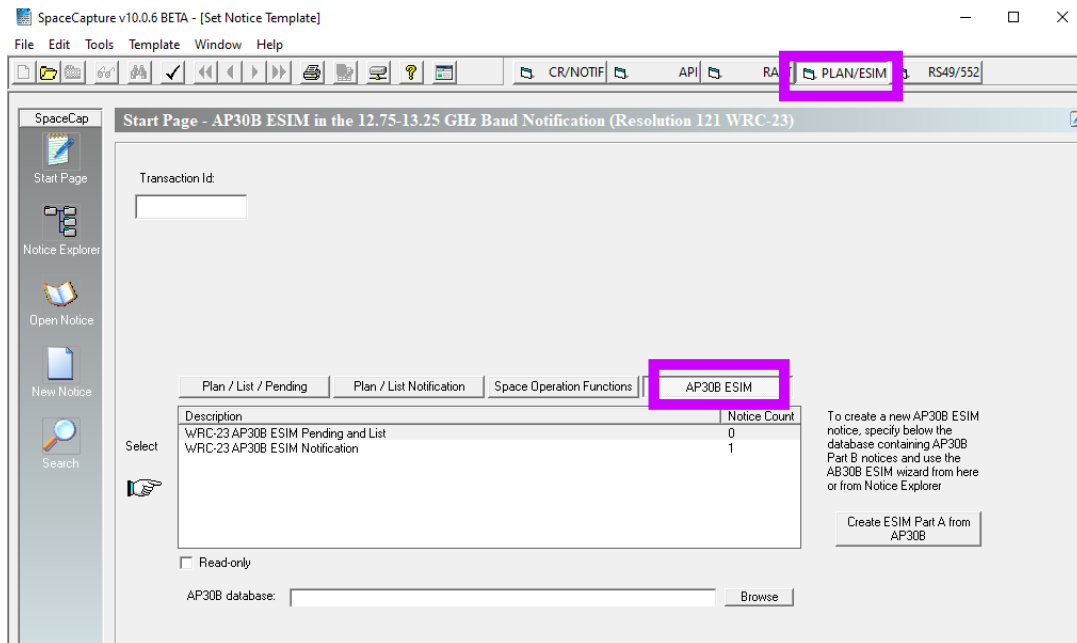 SpaceCapture v10.0.6 BETA - [Set Notice Template]
File Edit Tools Template Window Help
CR/NOTIF API PLAN/ESIM RS49/552
SpaceCap
Start Page - AP30B ESIM in the 12.75-13.25 GHz Band Notification (Resolution 121 WRC-23)
Start Page
Transaction Id:
Notice Explorer
Open Notice
New Notice
Plan / List / Pending Plan / List Notification Space Operation Functions AP30B ESIM
Description Notice Count
WRC-23 AP30B ESIM Pending and List 0
WRC-23 AP30B ESIM Notification 1
Select
Search
To create a new AP30B ESIM
notice, specify below the
database containing AP30B
Part B notices and use the
AB30B ESIM wizard from here
or from Notice Explorer
Create ESIM Part A from
AP30B
Read-only
AP30B database: Browse